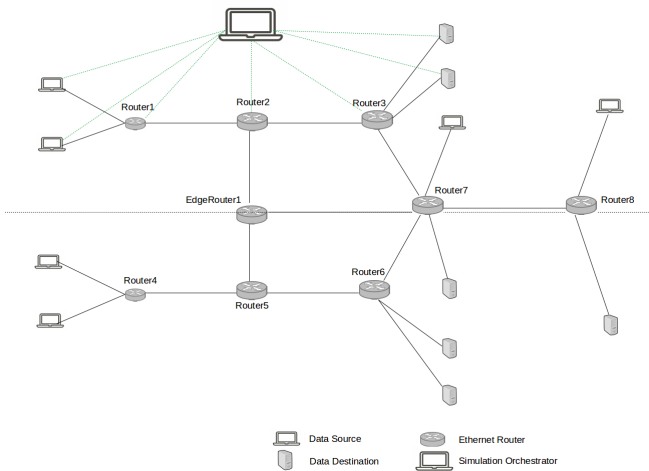 Router1
Router2
Router3
Router7
EdgeRouter1
Router8
Router4
Router6
Router5
Data Source
Ethernet Router
Data Destination
Simulation Orchestrator